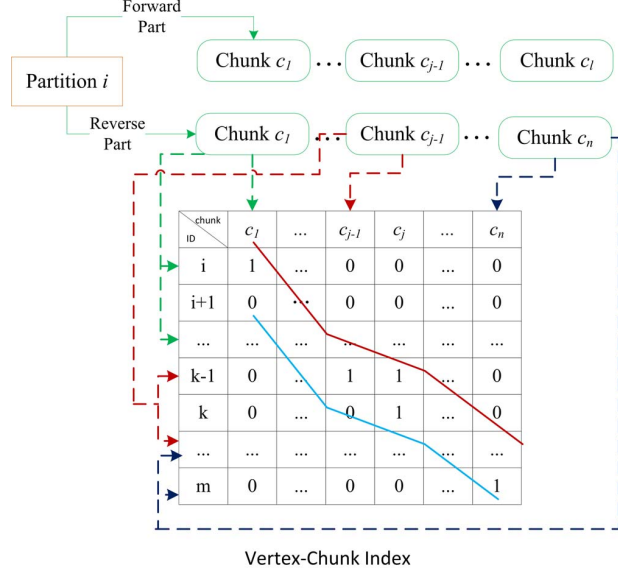 Forward
Part
Chunk c1 ... Chunk cj-1 ... Chunk cl
Partition i
Reverse
Part
Chunk c1 ... Chunk cj-1 ... Chunk cn
chunk
ID
c1 ... cj-1 cj ... cn
i 1 ... 0 0 ... 0
i+1 0 ... 0 0 ... 0
... ... ... ... ... ... ...
k-1 0 ... 1 1 ... 0
k 0 ... 0 1 ... 0
... ... ... ... ... ... ...
m 0 ... 0 0 ... 1
Vertex-Chunk Index